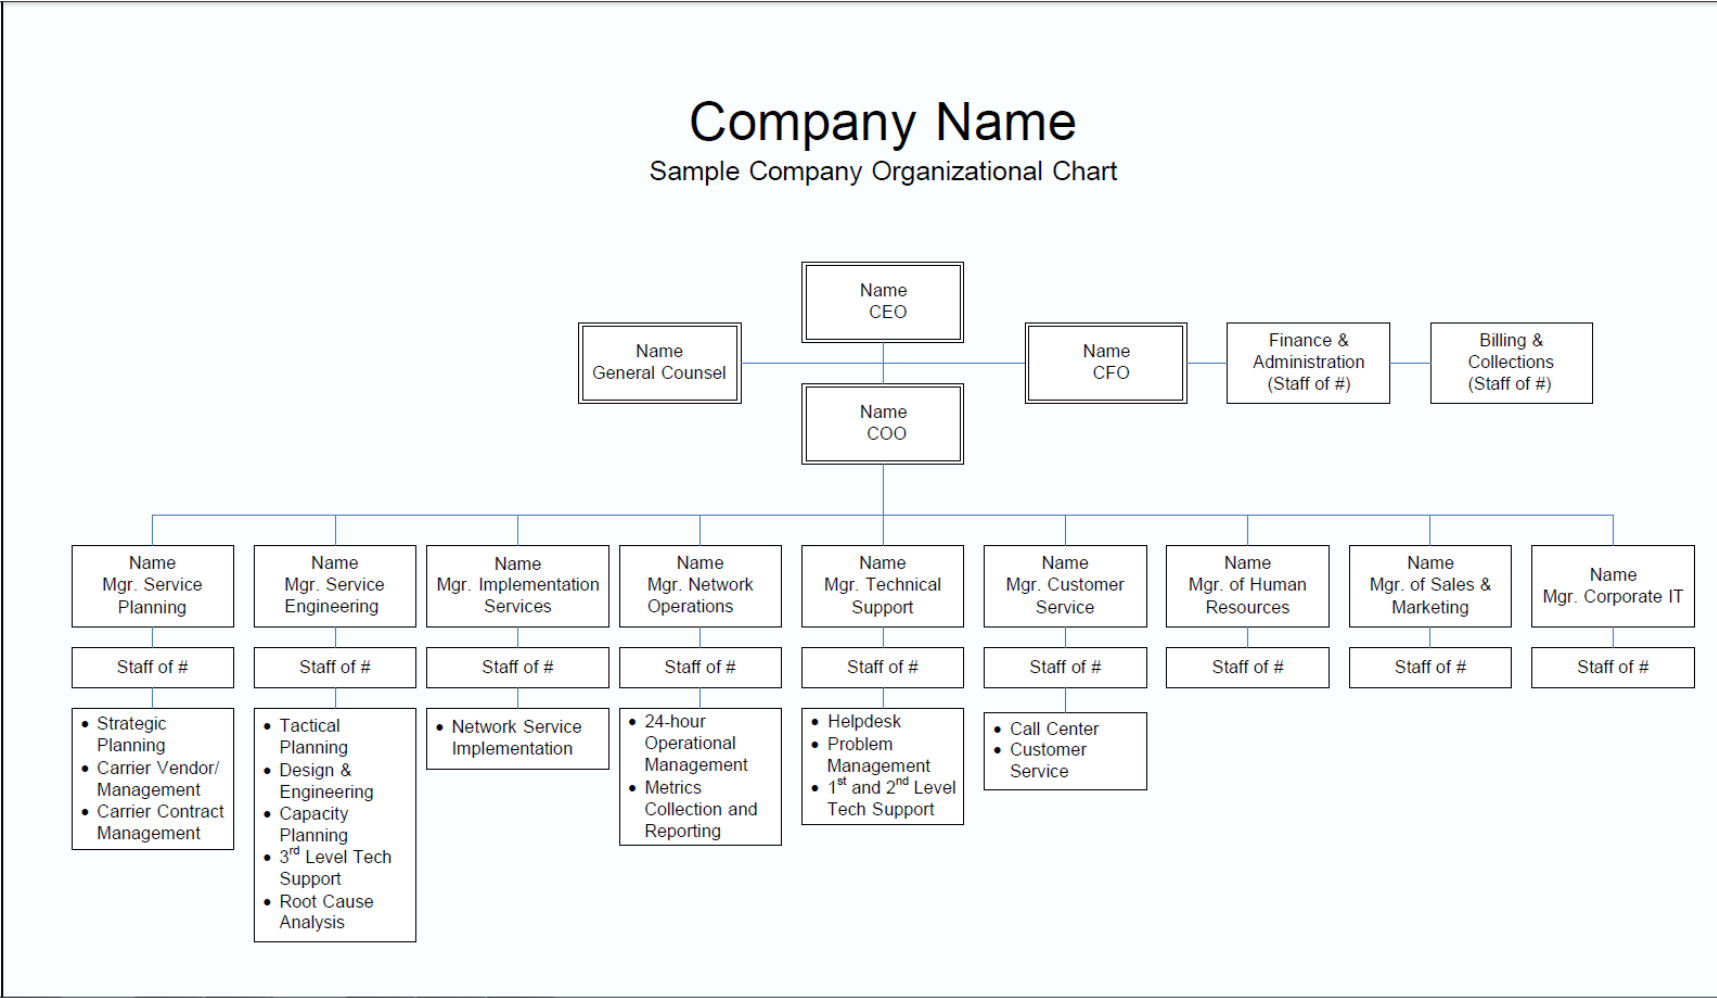 Company Name
Sample Company Organizational Chart
Name
CEO
Name
General Counsel
Name
CFO
Finance &
Administration
(Staff of #)
Billing &
Collections
(Staff of #)
Name
COO
Name
Mgr. Service
Planning
Staff of #
• Strategic
Planning
• Carrier Vendor/
Management
• Carrier Contract
Management
Name
Mgr. Service
Engineering
Staff of #
• Tactical
Planning
• Design &
Engineering
• Capacity
Planning
• 3rd Level Tech
Support
• Root Cause
Analysis
Name
Mgr. Implementation
Services
Staff of #
• Network Service
Implementation
Name
Mgr. Network
Operations
Staff of #
• 24-hour
Operational
Management
• Metrics
Collection and
Reporting
Name
Mgr. Technical
Support
Staff of #
• Helpdesk
• Problem
Management
• 1st and 2nd Level
Tech Support
Name
Mgr. Customer
Service
Staff of #
• Call Center
• Customer
Service
Name
Mgr. of Human
Resources
Staff of #
Name
Mgr. of Sales &
Marketing
Staff of #
Name
Mgr. Corporate IT
Staff of #